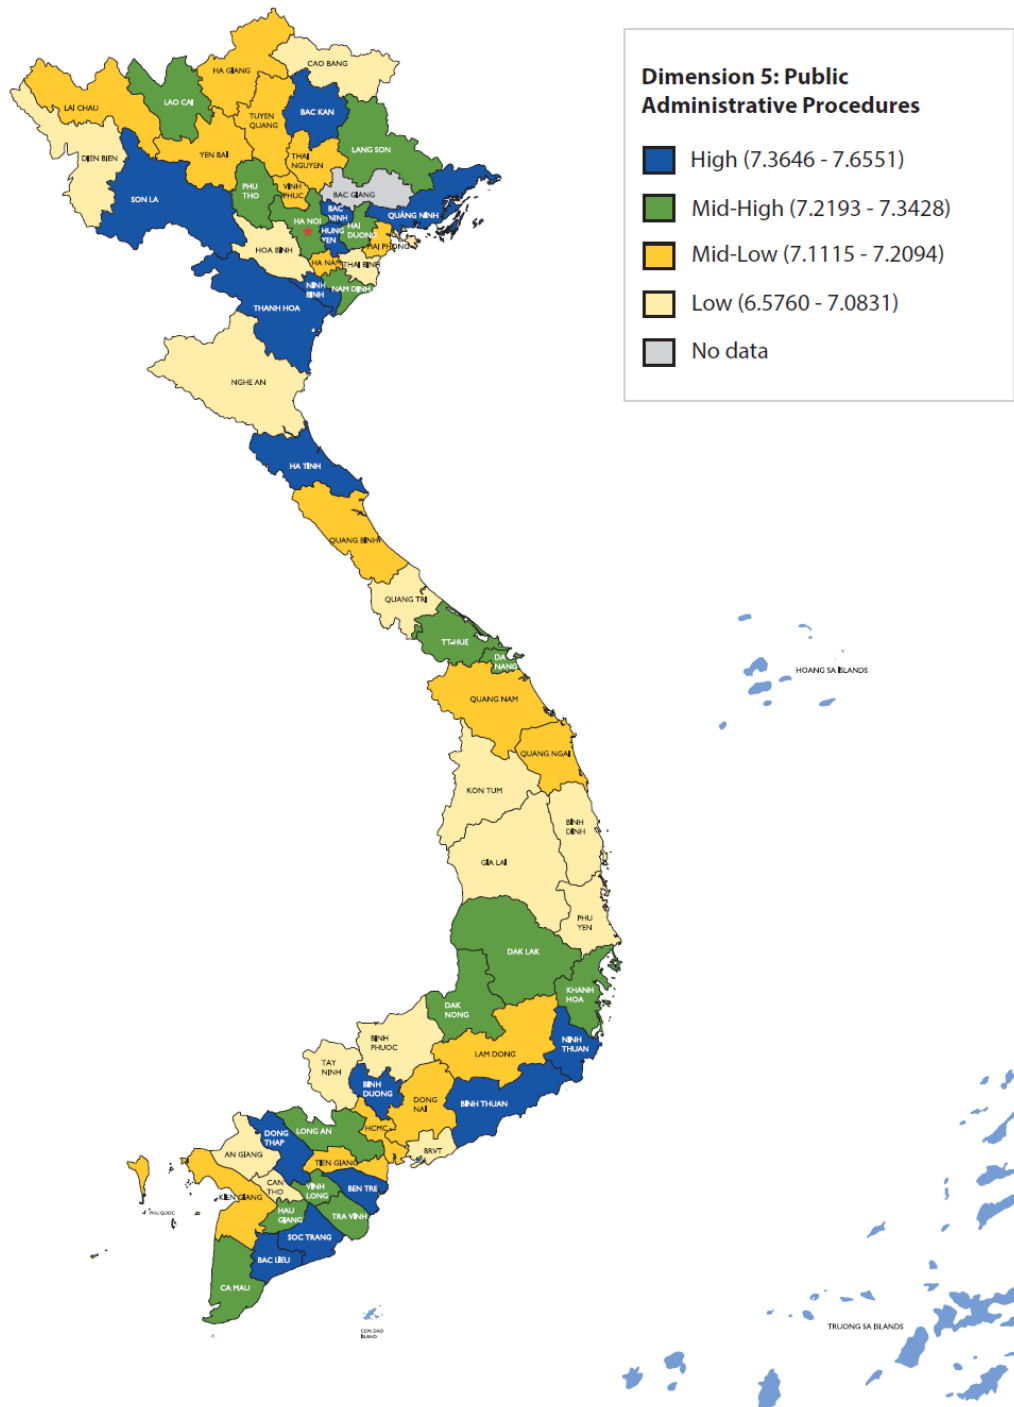 Dimension 5: Public
Administrative Procedures
High (7.3646 - 7.6551)
Mid-High (7.2193 - 7.3428)
Mid-Low (7.1115 - 7.2094)
Low (6.5760 - 7.0831)
No data
HA GIANG
CAO BANG
LAI CHAU
LAO CAI
BAC KAN
TUYEN
QUANG
DIEN BIEN
YEN BAI
LANG SON
THAI
NGUYEN
SON LA
PHU
THO
VINH
PHUC
BAC GIANG
BAC
NINH
QUANG NINH
HA NOI
HUNG
YEN
HAI
DUONG
HAI PHONG
HOA BINH
HA NAM
THAI BINH
NINH
BINH
NAM DINH
THANH HOA
NGHE AN
HA TINH
QUANG BINH
QUANG TRI
TT-HUE
DA
NANG
HOANG SA ISLANDS
QUANG NAM
QUANG NGAI
KON TUM
BINH
DINH
GIA LAI
PHU
YEN
DAK LAK
KHANH
HOA
DAK
NONG
BINH
PHUOC
NINH
THUAN
LAM DONG
TAY
NINH
BINH
DUONG
DONG
NAI
BINH THUAN
LONG AN
HCMC
DONG
THAP
AN GIANG
BRVT
TIEN GIANG
CAN
THO
VINH
LONG
BEN TRE
KIEN GIANG
PHU QUOC
HAU
GIANG
TRA VINH
SOC TRANG
BAC LIEU
CA MAU
CON DAO
ISLAND
TRUONG SA ISLANDS